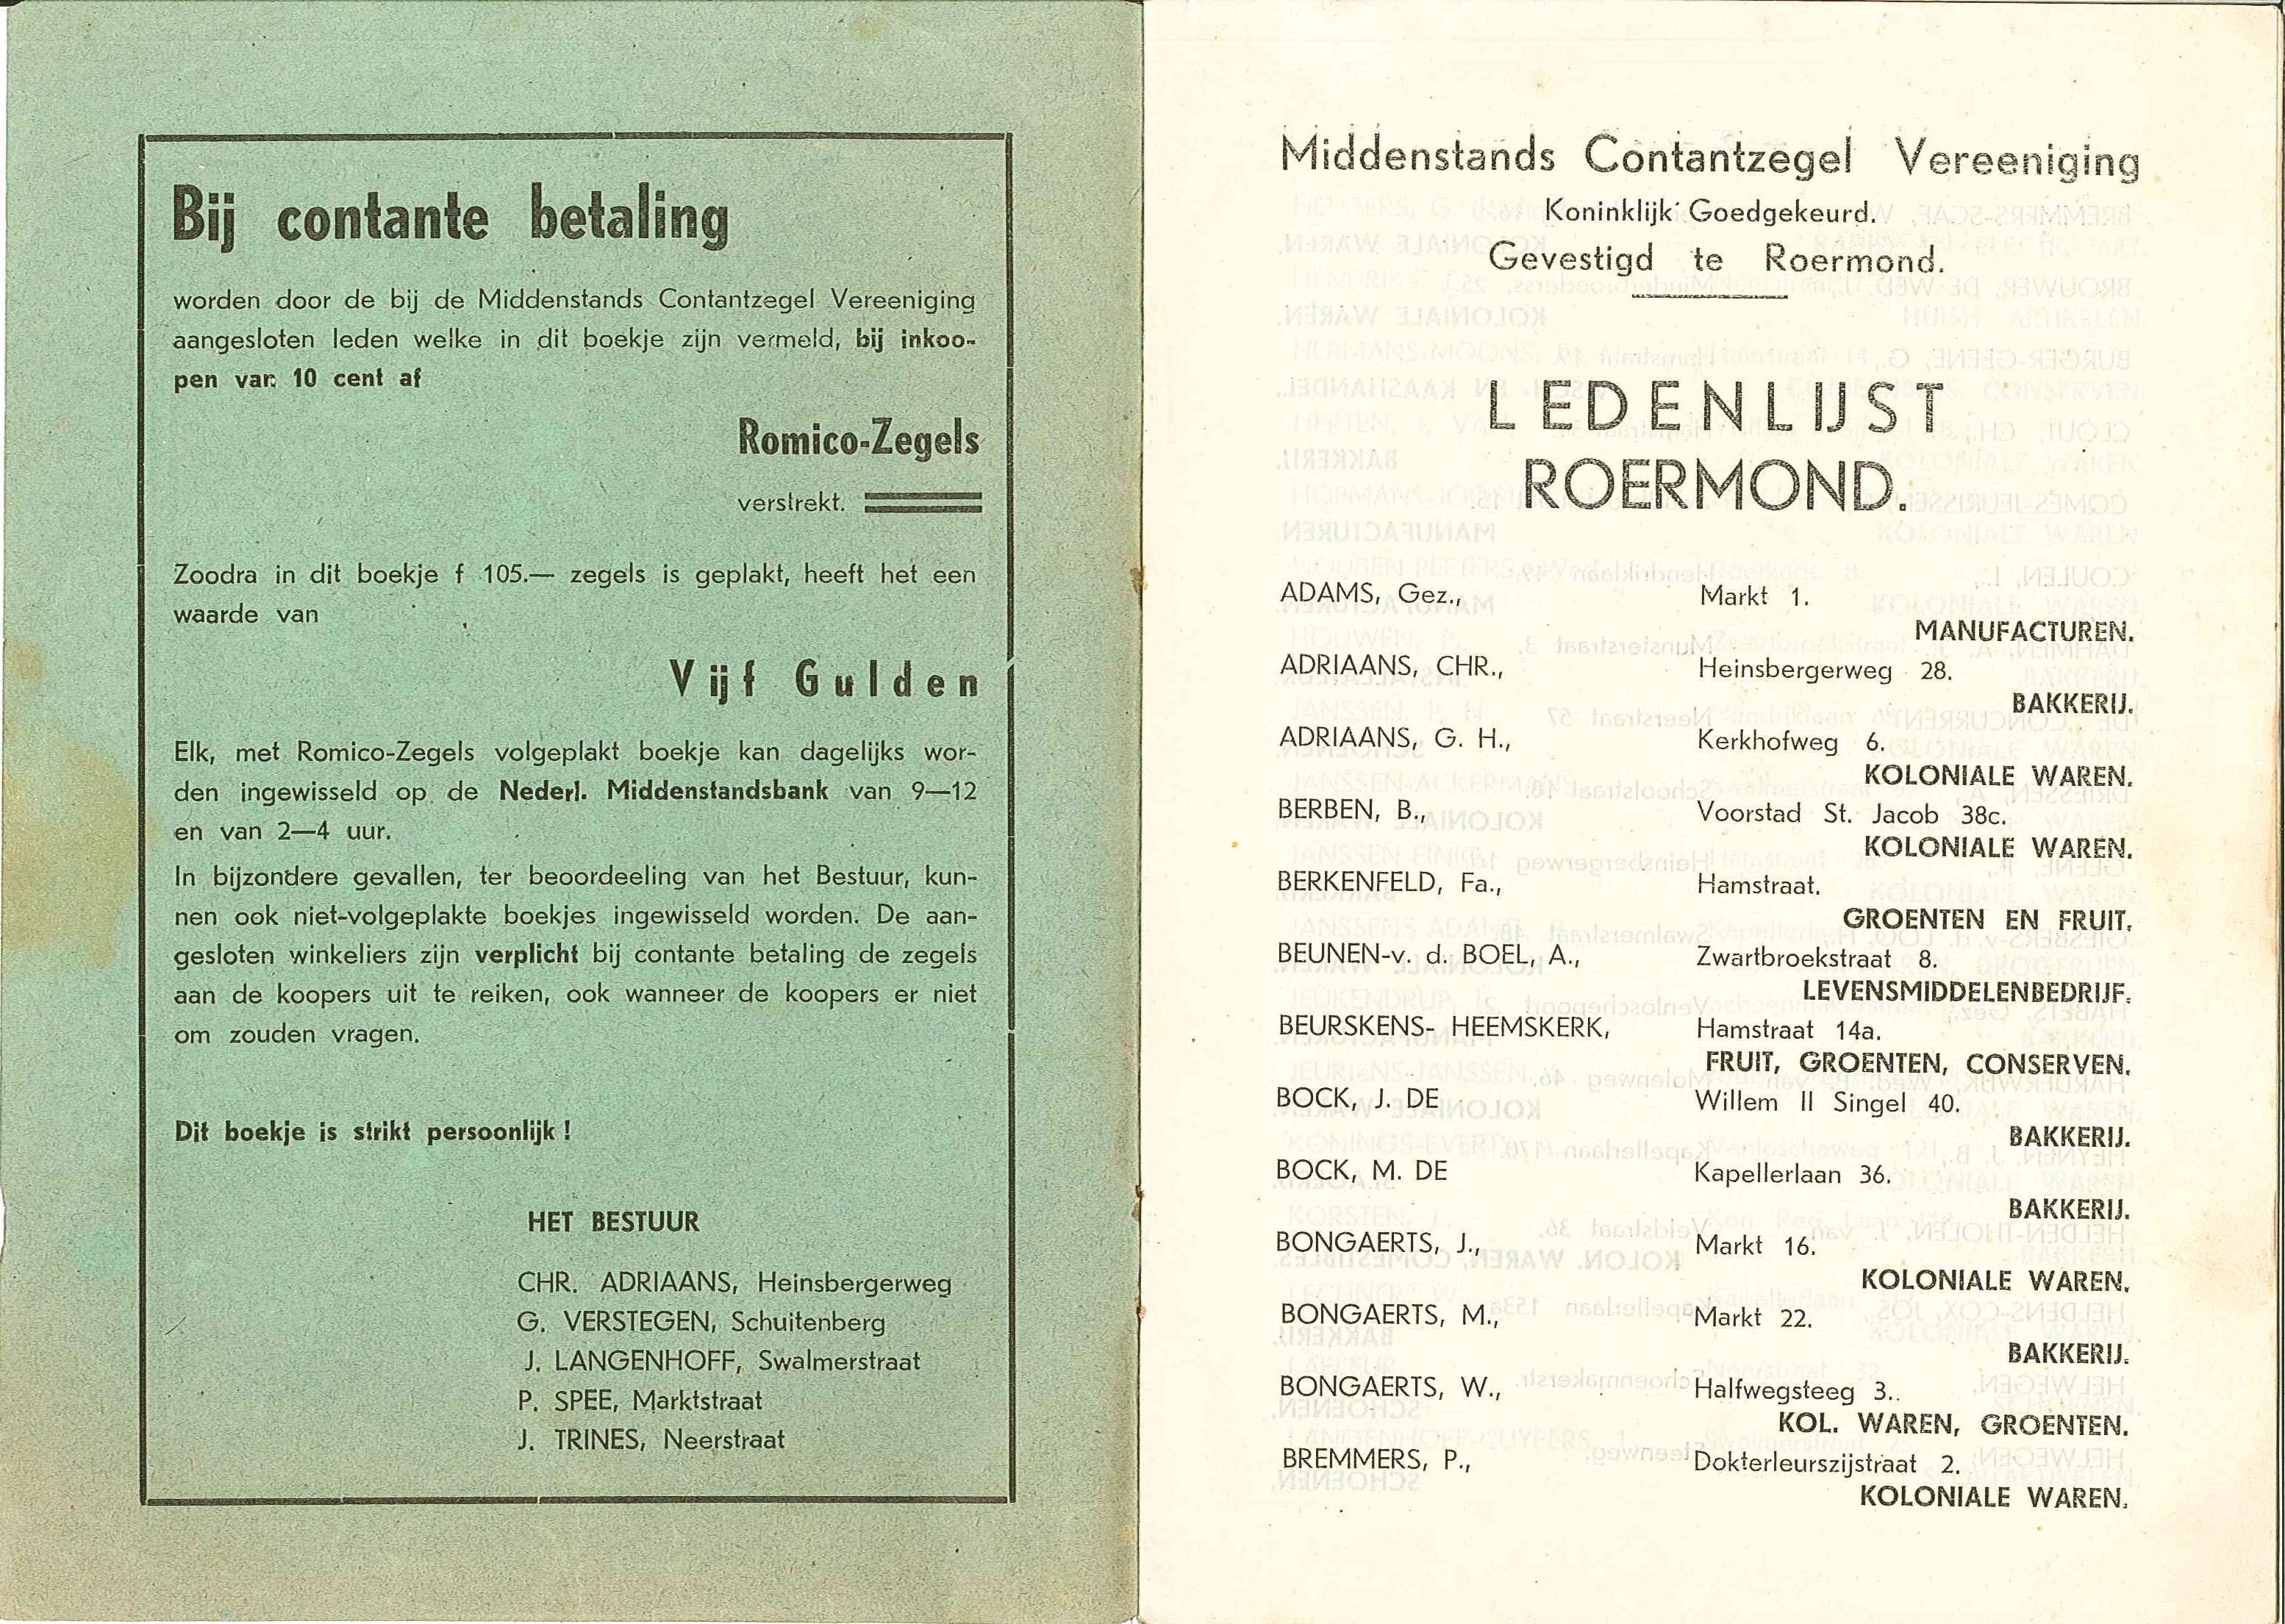 Bij contante betaling
worden door de bij de Middenstands Contantzegel Vereeniging
aangesloten leden welke in dit boekje zijn vermeld, bij inkoo-
pen van 10 cent af
Romico-Zegels
verstrekt.
Zoodra in dit boekje f 105.— zegels is geplakt, heeft het een
waarde van
Vijf Gulden
Elk, met Romico-Zegels volgeplakt boekje kan dagelijks wor-
den ingewisseld op de Nederl. Middenstandsbank van 9—12
en van 2—4 uur.
In bijzondere gevallen, ter beoordeeling van het Bestuur, kun-
nen ook niet-volgeplakte boekjes ingewisseld worden. De aan-
gesloten winkeliers zijn verplicht bij contante betaling de zegels
aan de koopers uit te reiken, ook wanneer de koopers er niet
om zouden vragen.
Dit boekje is strikt persoonlijk !
HET BESTUUR
CHR. ADRIAANS, Heinsbergerweg
G. VERSTEGEN, Schuitenberg
J. LANGENHOFF, Swalmerstraat
P. SPEE, Marktstraat
J. TRINES, Neerstraat
Middenstands Contantzegel Vereeniging
Koninklijk Goedgekeurd.
Gevestigd te Roermond.
LEDENLIJST
ROERMOND.
ADAMS, Gez., Markt 1.
MANUFACTUREN.
ADRIAANS, CHR., Heinsbergerweg 28.
BAKKERIJ.
ADRIAANS, G. H., Kerkhofweg 6.
KOLONIALE WAREN.
BERBEN, B., Voorstad St. Jacob 38c.
KOLONIALE WAREN.
BERKENFELD, Fa., Hamstraat.
GROENTEN EN FRUIT.
BEUNEN-v. d. BOEL, A., Zwartbroekstraat 8.
LEVENSMIDDELENBEDRIJF.
BEURSKENS- HEEMSKERK, Hamstraat 14a.
FRUIT, GROENTEN, CONSERVEN.
BOCK, J. DE Willem II Singel 40.
BAKKERIJ.
BOCK, M. DE Kapellerlaan 36.
BAKKERIJ.
BONGAERTS, J., Markt 16.
KOLONIALE WAREN.
BONGAERTS, M., Markt 22.
BAKKERIJ.
BONGAERTS, W., Halfwegsteeg 3.
KOL. WAREN, GROENTEN.
BREMMERS, P., Dokterleurszijstraat 2.
KOLONIALE WAREN.